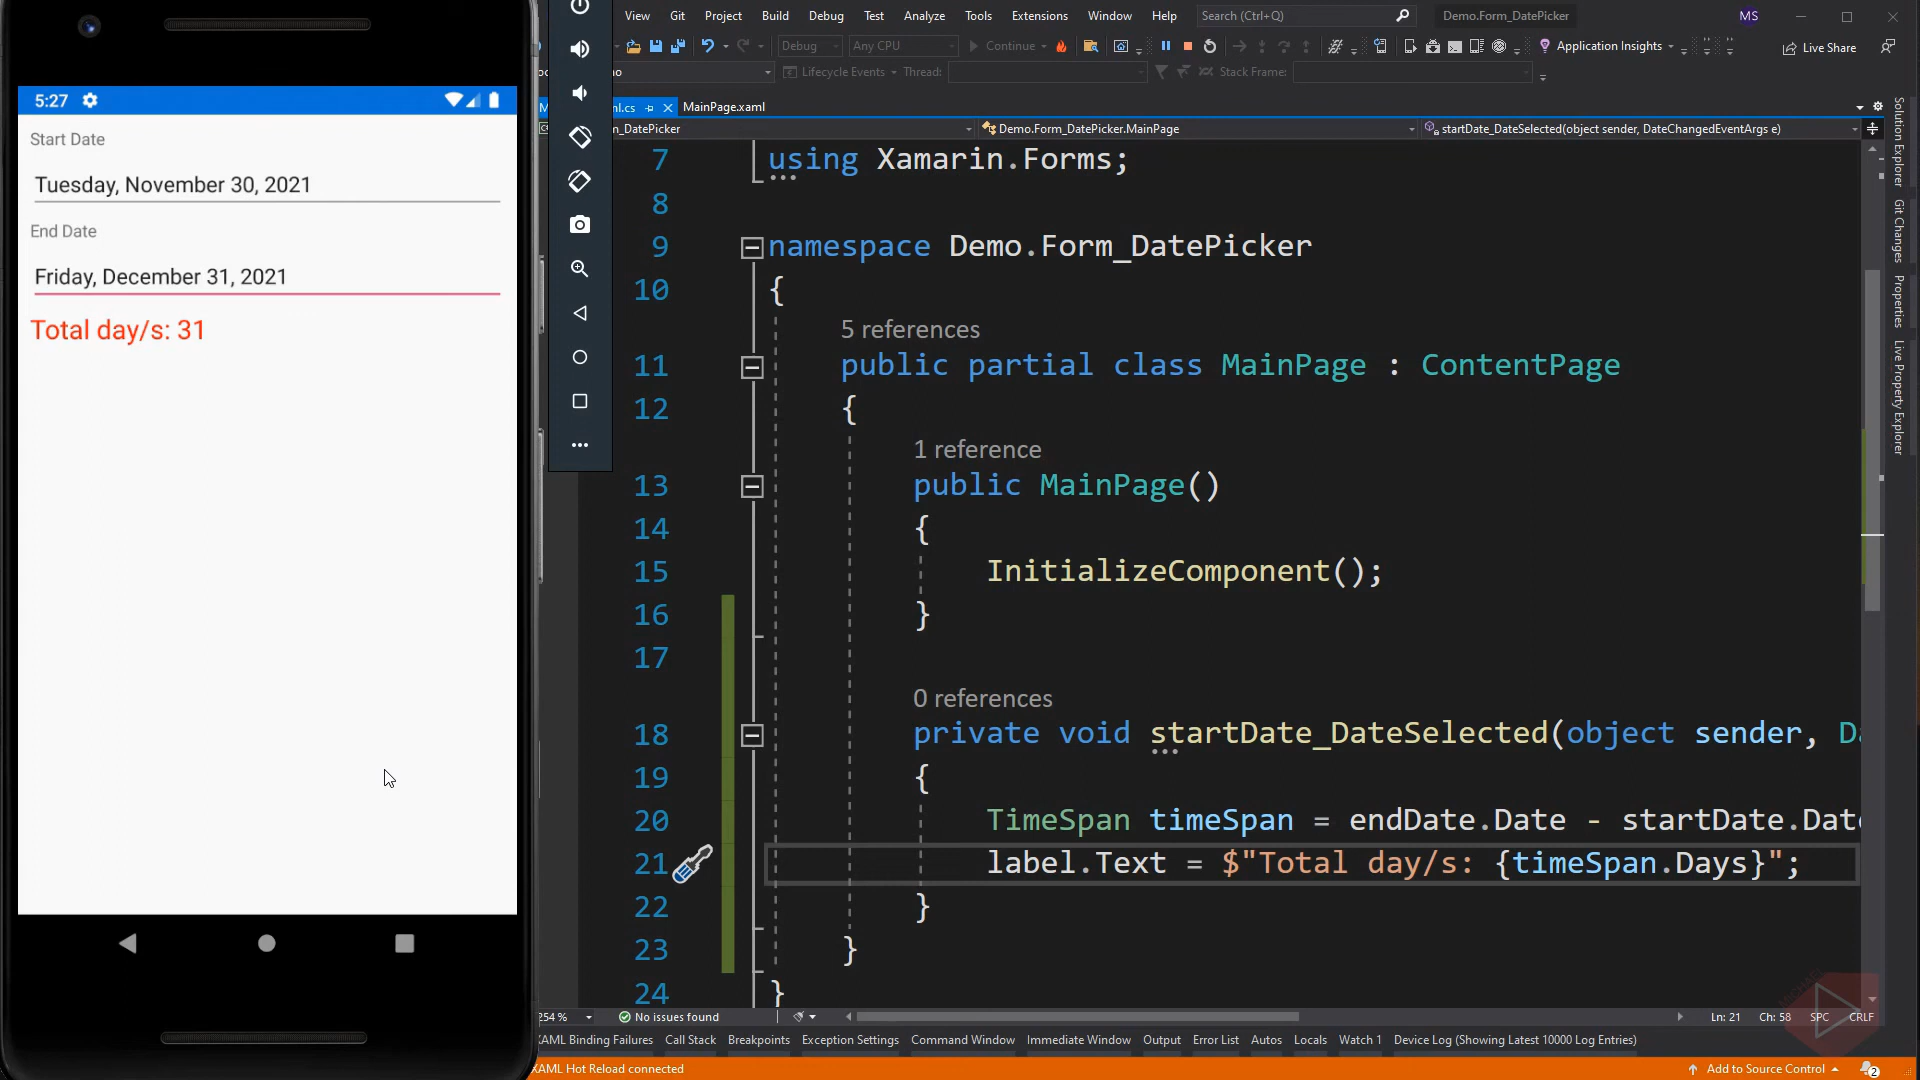 View Git Project Build Debug Test Analyze Tools Extensions Window Help Search (Ctrl+Q) Demo.Form_DatePicker MS
Debug Any CPU Continue Application Insights Live Share
Lifecycle Events Thread: Stack Frame:
MainPage.xaml
_DatePicker Demo.Form_DatePicker.MainPage startDate_DateSelected(object sender, DateChangedEventArgs e)
5:27
Start Date
Tuesday, November 30, 2021
End Date
Friday, December 31, 2021
Total day/s: 31
7 using Xamarin.Forms;
8
9 namespace Demo.Form_DatePicker
10 {
5 references
11 public partial class MainPage : ContentPage
12 {
1 reference
13 public MainPage()
14 {
15 InitializeComponent();
16 }
17
0 references
18 private void startDate_DateSelected(object sender, Da
19 {
20 TimeSpan timeSpan = endDate.Date - startDate.Date
21 label.Text = $"Total day/s: {timeSpan.Days}";
22 }
23 }
24 }
Solution Explorer
Git Changes
Properties
Live Property Explorer
254 % No issues found Ln: 21 Ch: 58 SPC CRLF
XAML Binding Failures Call Stack Breakpoints Exception Settings Command Window Immediate Window Output Error List Autos Locals Watch 1 Device Log (Showing Latest 10000 Log Entries)
XAML Hot Reload connected Add to Source Control 2